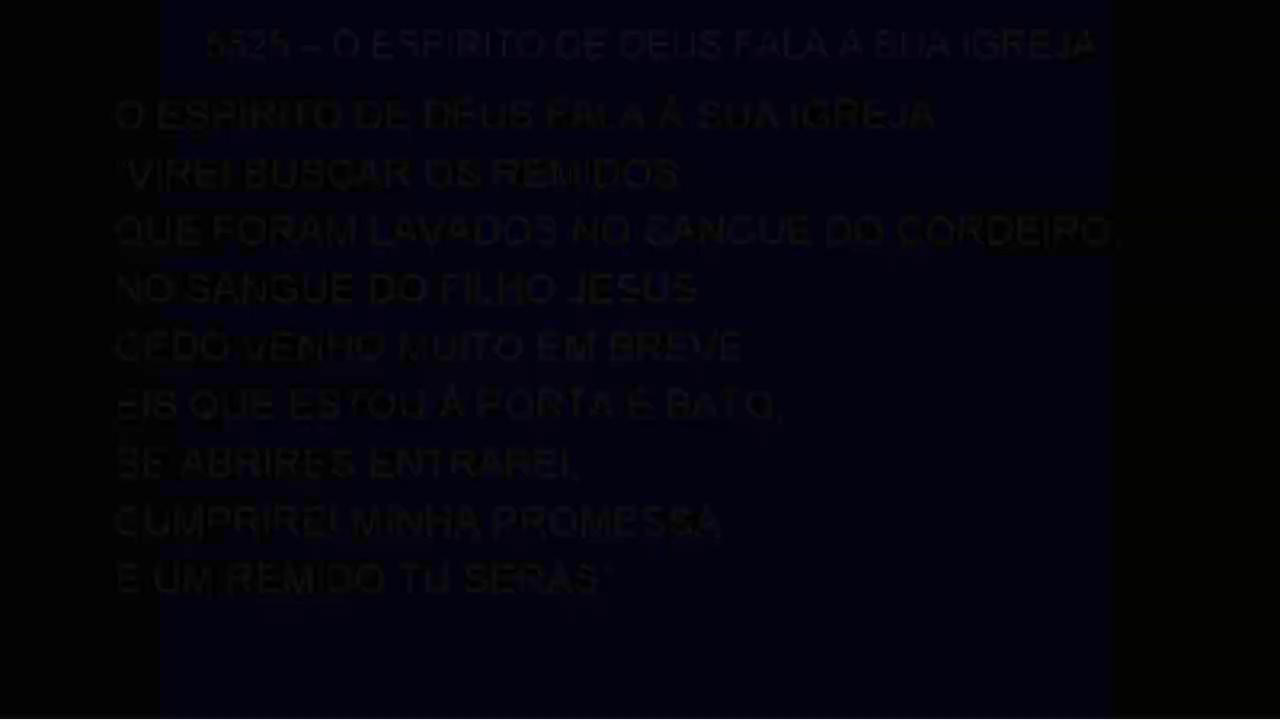 5525 – O ESPIRITO DE DEUS FALA À SUA IGREJA
O ESPIRITO DE DEUS FALA À SUA IGREJA
"VIREI BUSCAR OS REMIDOS
QUE FORAM LAVADOS NO SANGUE DO CORDEIRO,
NO SANGUE DO FILHO JESUS
CEDO VENHO MUITO EM BREVE
EIS QUE ESTOU À PORTA E BATO,
SE ABRIRES ENTRAREI,
CUMPRIREI MINHA PROMESSA
E UM REMIDO TU SERÁS"